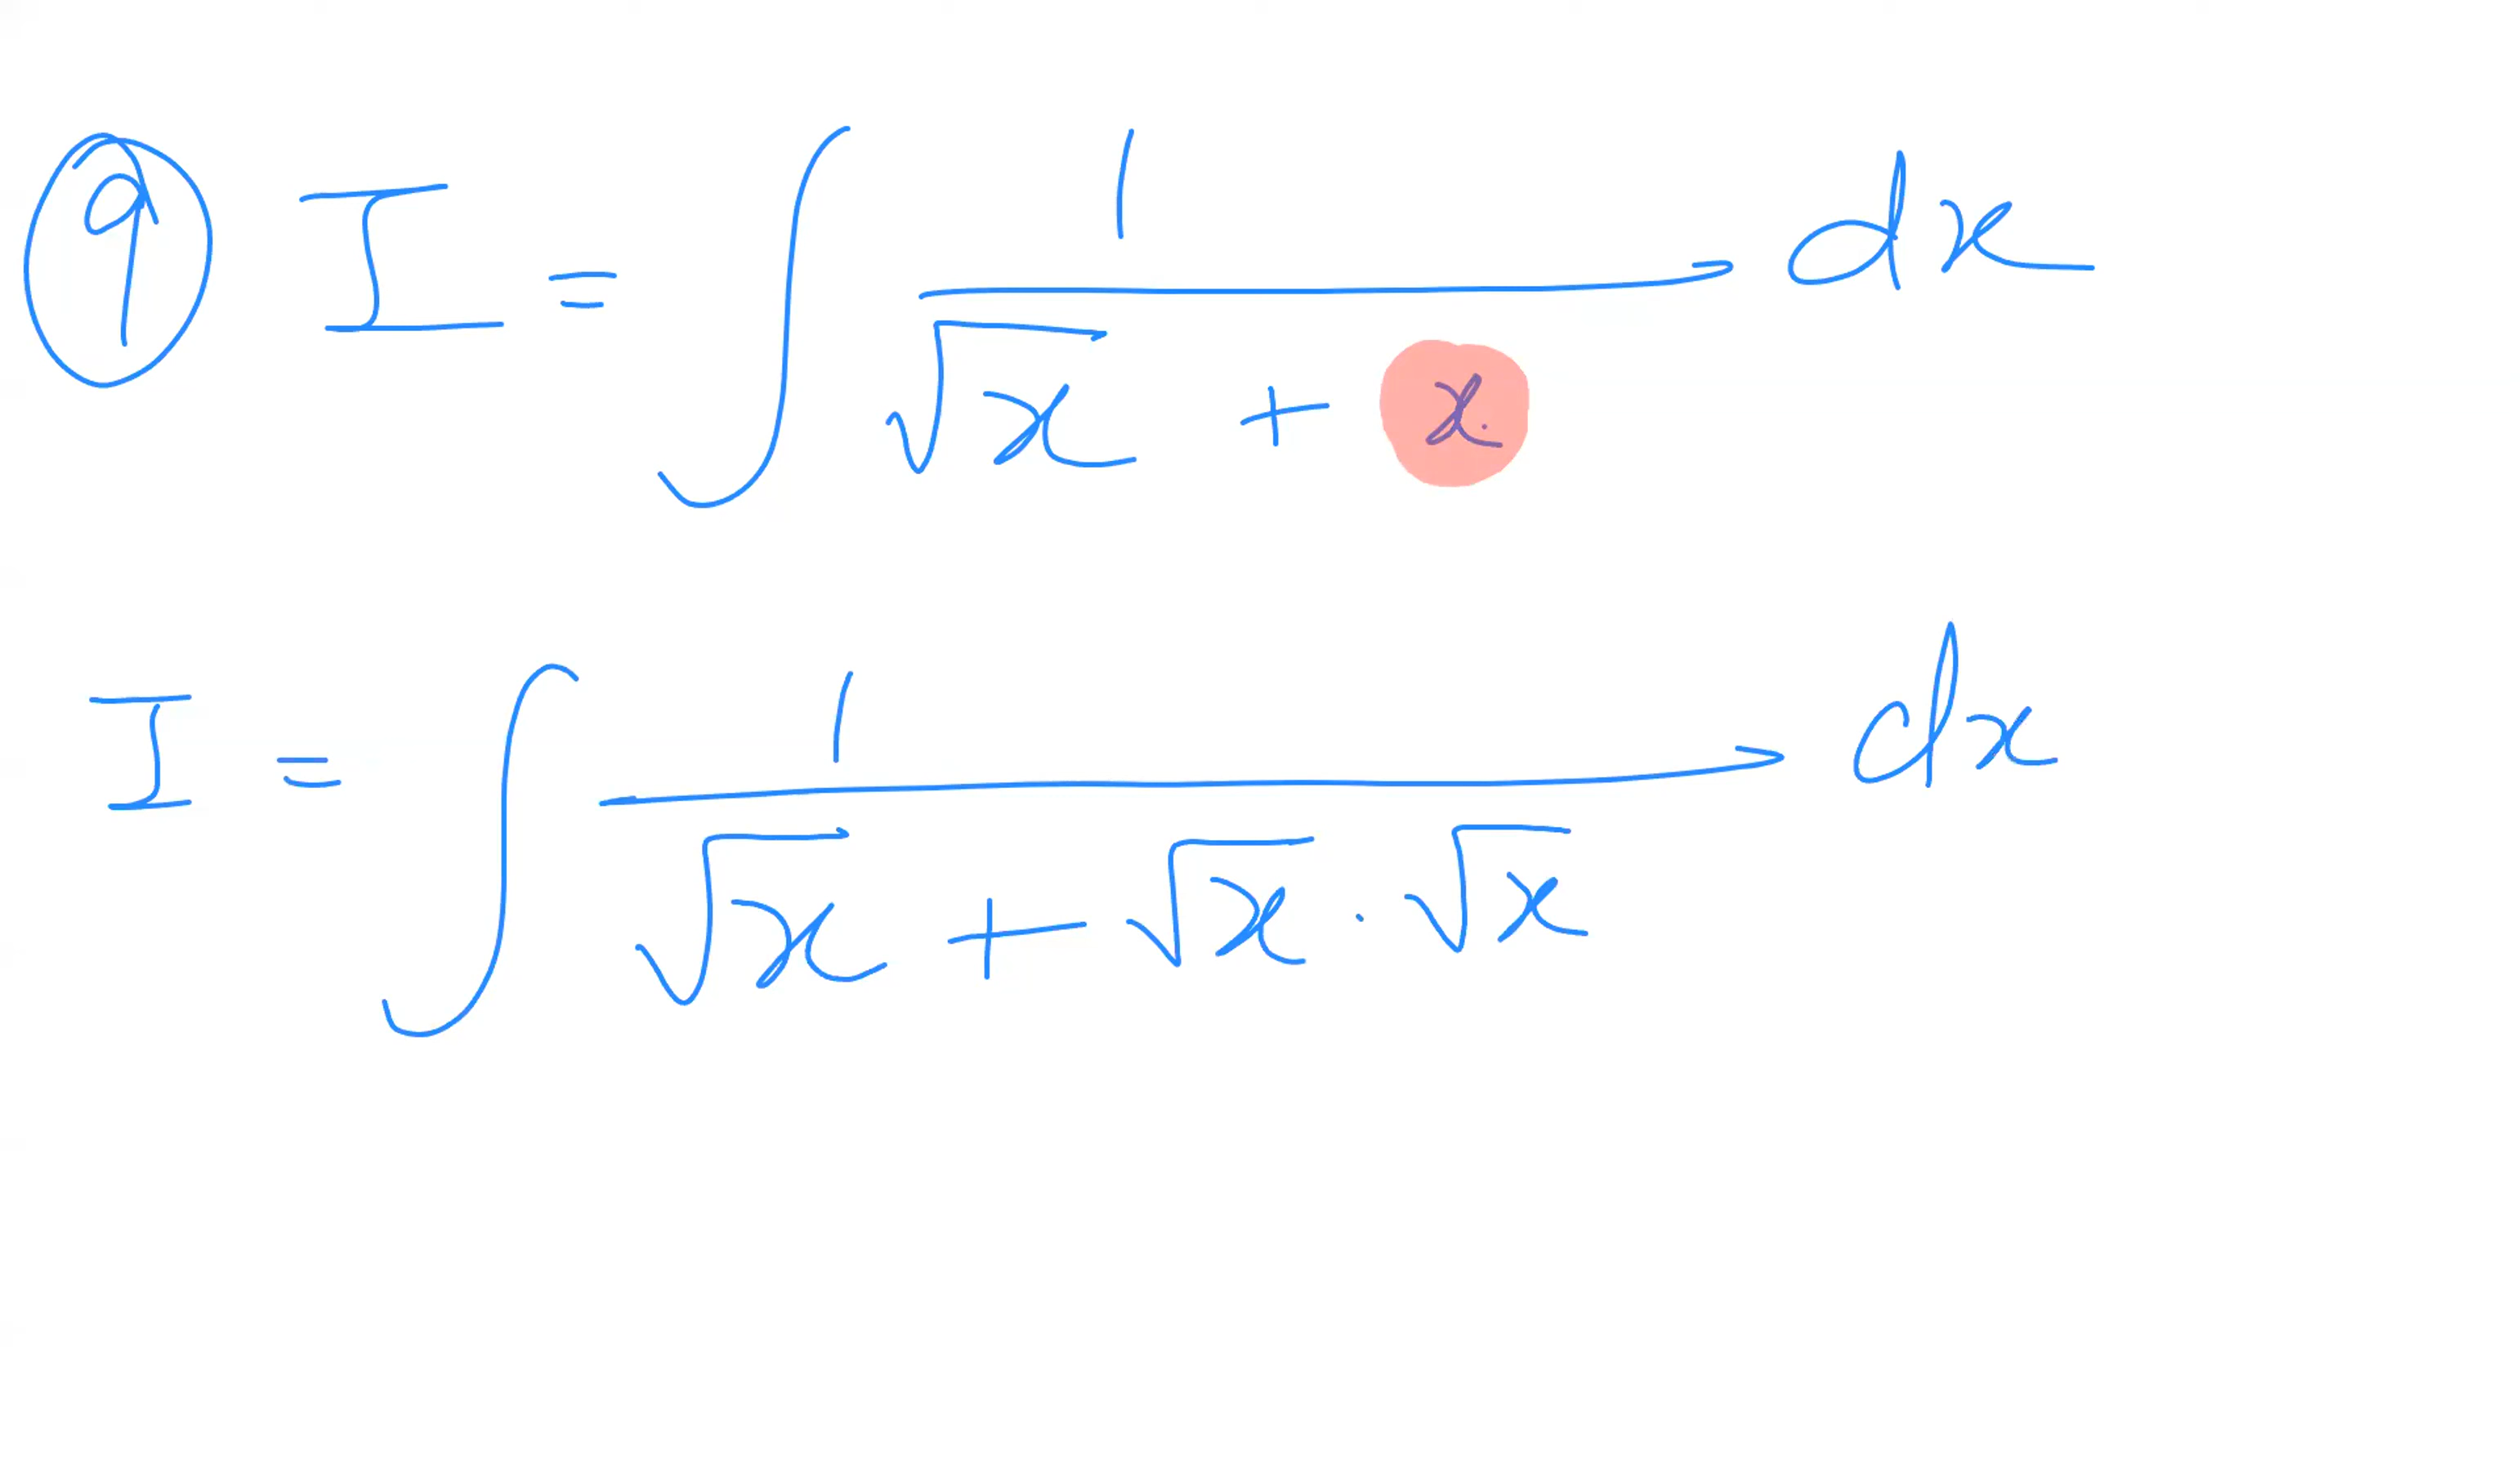 9 I = ∫ 1/(√x + x) dx
I = ∫ 1/(√x + √x · √x) dx